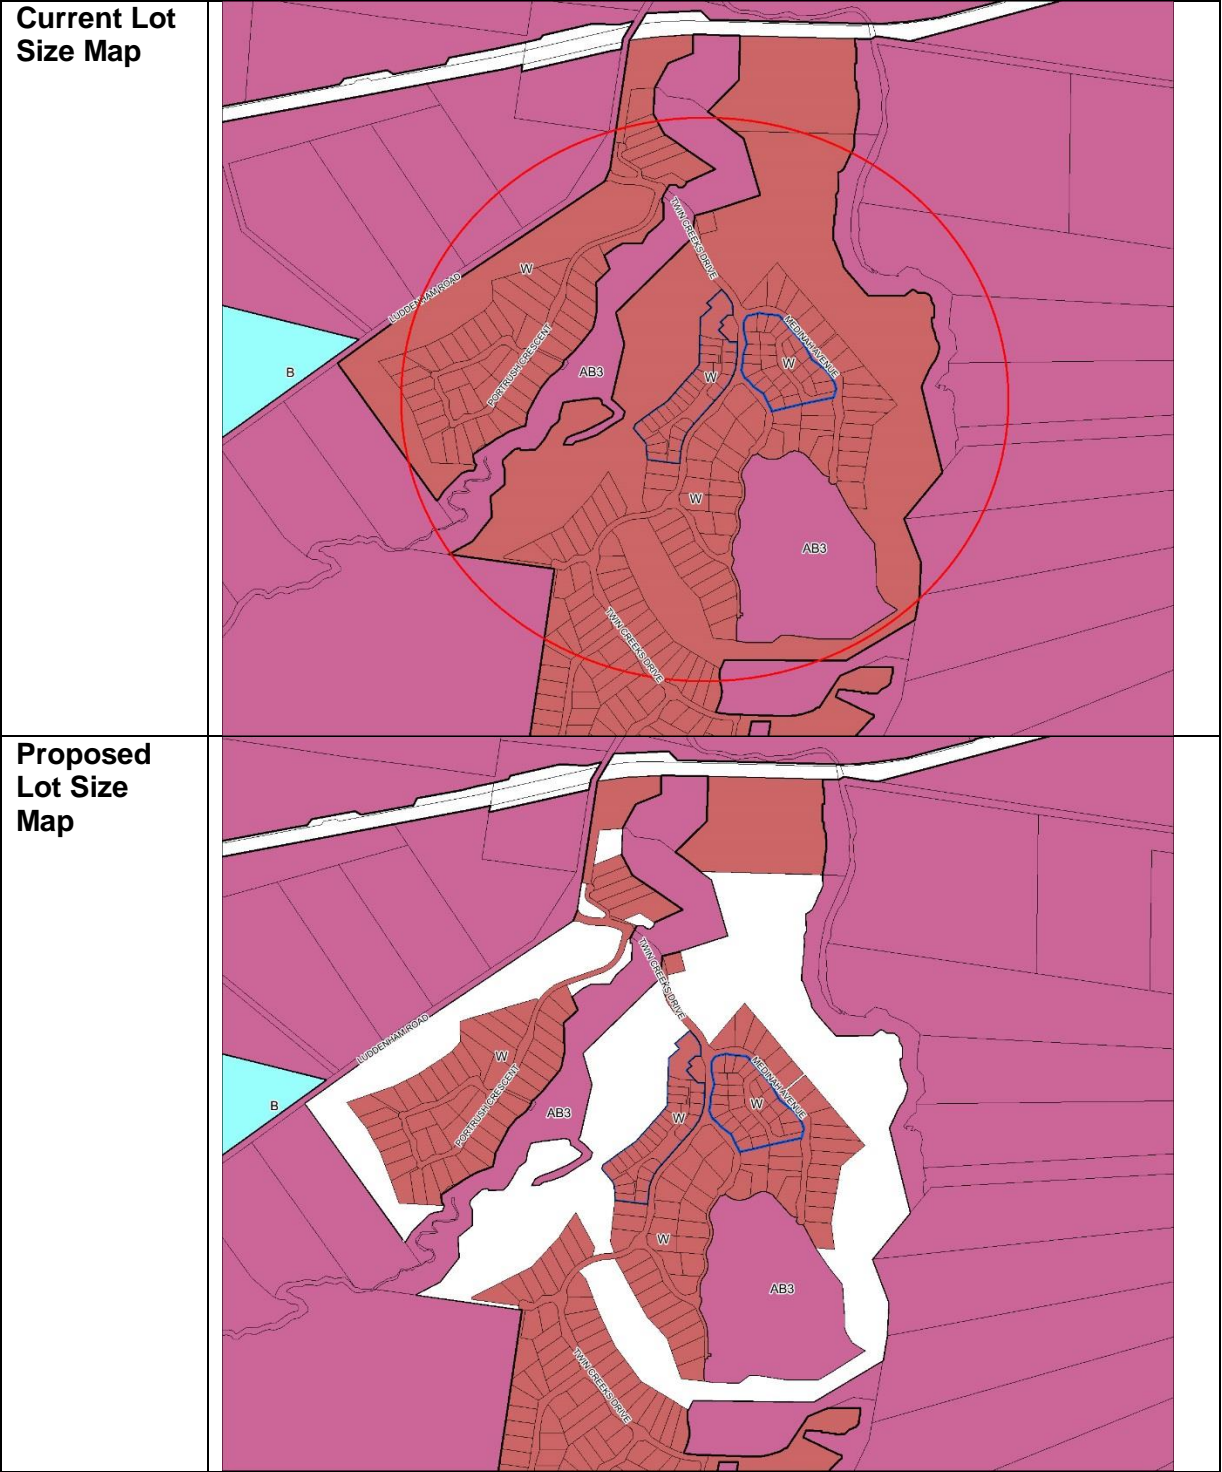 Current Lot
Size Map
TWIN CREEKS DRIVE
W
LUDDENHAM ROAD
MEDINAH AVENUE
PORTRUSH CRESCENT
W
B
AB3
W
W
AB3
TWIN CREEKS DRIVE
Proposed
Lot Size
Map
TWIN CREEKS DRIVE
LUDDENHAM ROAD
W
MEDINAH AVENUE
PORTRUSH CRESCENT
B
AB3
W
W
W
AB3
TWIN CREEKS DRIVE